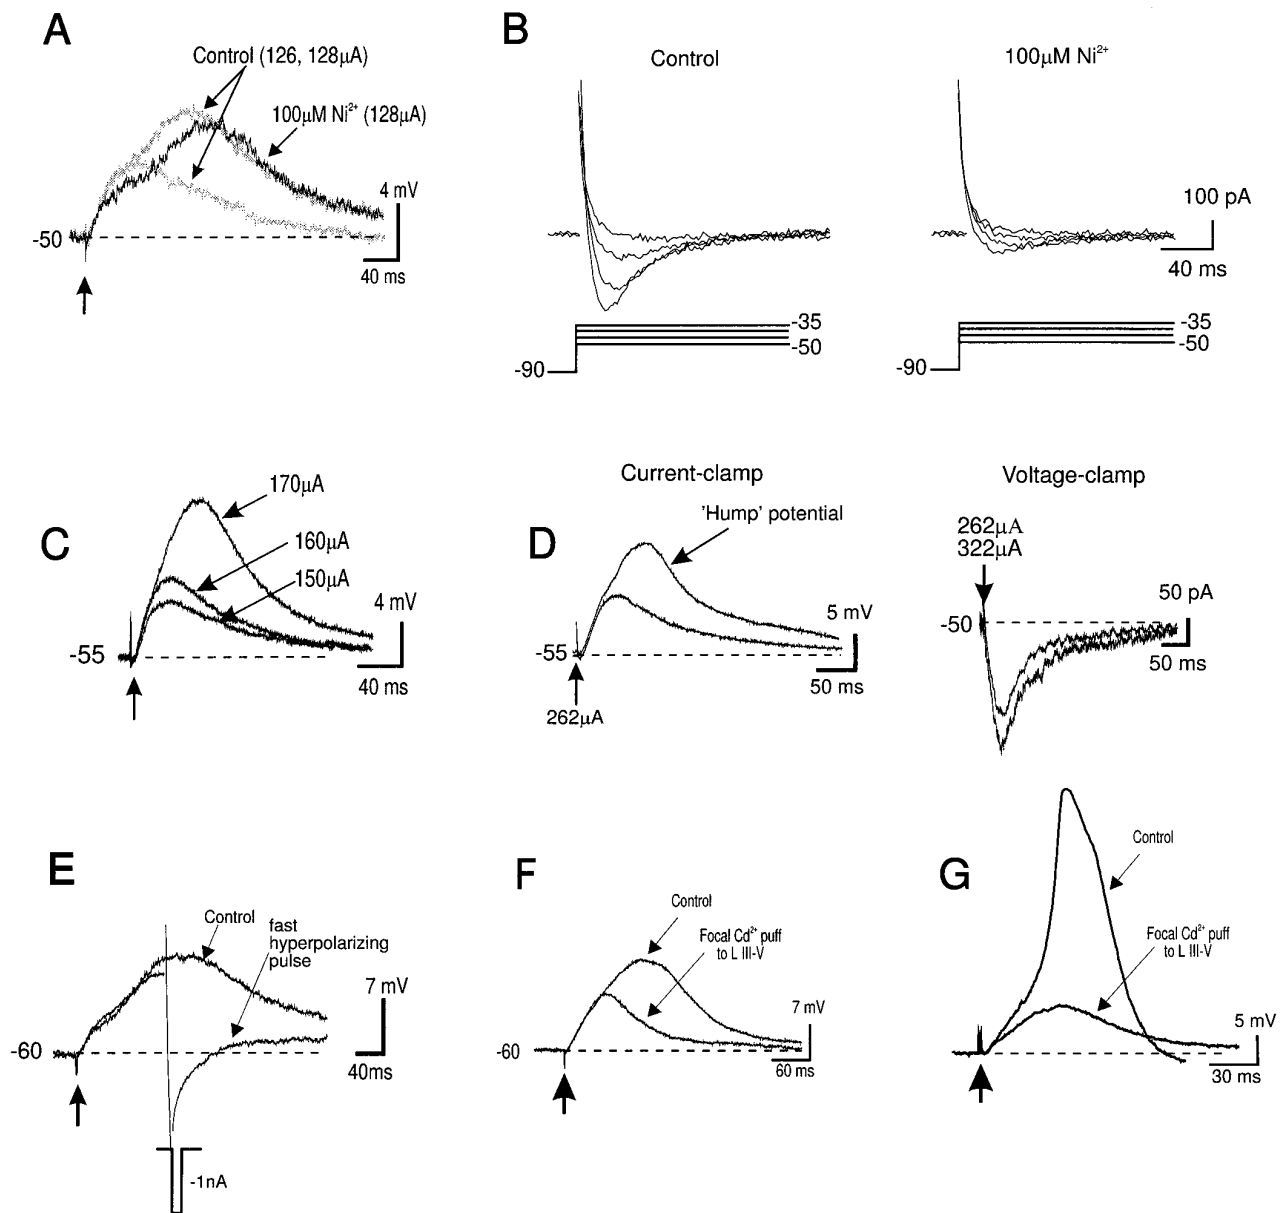 A
Control (126, 128µA)
100µM Ni²⁺ (128µA)
4 mV
-50
40 ms
B
Control
100µM Ni²⁺
100 pA
40 ms
-35
-50
-90
-35
-50
-90
C
170µA
160µA
150µA
4 mV
-55
40 ms
D
Current-clamp
'Hump' potential
5 mV
-55
50 ms
262µA
Voltage-clamp
262µA
322µA
50 pA
-50
50 ms
E
Control
fast
hyperpolarizing
pulse
7 mV
-60
40ms
-1nA
F
Control
Focal Cd²⁺ puff
to L III-V
7 mV
-60
60 ms
G
Control
Focal Cd²⁺ puff
to L III-V
5 mV
30 ms